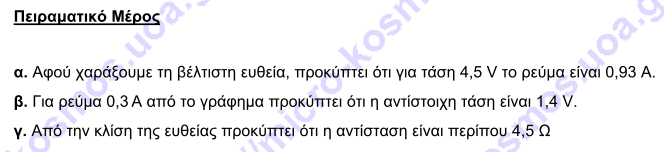 Πειραματικό Μέρος
α. Αφού χαράξουμε τη βέλτιστη ευθεία, προκύπτει ότι για τάση 4,5 V το ρεύμα είναι 0,93 Α.
β. Για ρεύμα 0,3 Α από το γράφημα προκύπτει ότι η αντίστοιχη τάση είναι 1,4 V.
γ. Από την κλίση της ευθείας προκύπτει ότι η αντίσταση είναι περίπου 4,5 Ω